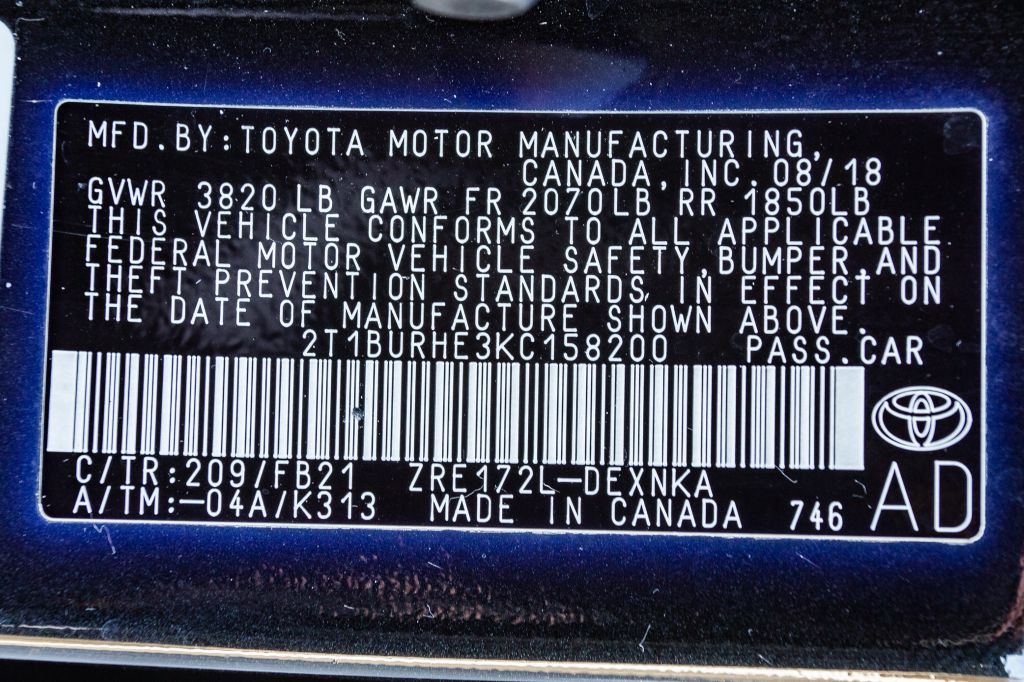 MFD.BY:TOYOTA MOTOR MANUFACTURING,
CANADA,INC.08/18
GVWR 3820 LB GAWR FR 2070LB RR 1850LB
THIS VEHICLE CONFORMS TO ALL APPLICABLE
FEDERAL MOTOR VEHICLE SAFETY,BUMPER,AND
THEFT PREVENTION STANDARDS IN EFFECT ON
THE DATE OF MANUFACTURE SHOWN ABOVE.
2T1BURHE3KC158200 PASS.CAR
C/TR:209/FB21 ZRE172L-DEXNKA
A/TM:-04A/K313 MADE IN CANADA 746 AD